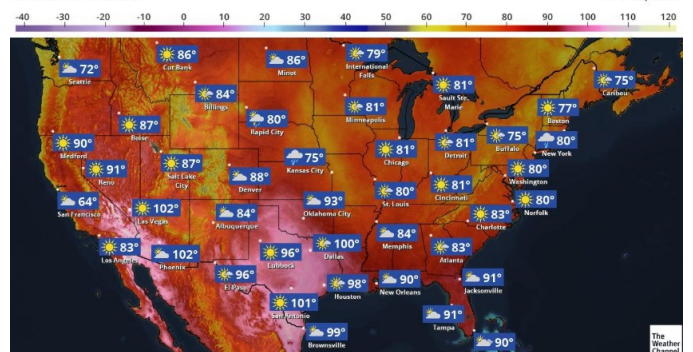 -40 -30 -20 -10 0 10 20 30 40 50 60 70 80 90 100 110 120
86°
Cut Bank
86°
Minot
79°
International
Falls
72°
Seattle
84°
Billings
81°
Sault Ste.
Marie
75°
Caribou
87°
Boise
80°
Rapid City
81°
Minneapolis
77°
Boston
90°
Medford
75°
Buffalo
81°
Detroit
80°
New York
91°
Reno
87°
Salt Lake
City
88°
Denver
75°
Kansas City
81°
Chicago
80°
Washington
81°
Cincinnati
80°
St. Louis
80°
Norfolk
64°
San Francisco
102°
Las Vegas
84°
Albuquerque
93°
Oklahoma City
83°
Charlotte
84°
Memphis
83°
Atlanta
83°
Los Angeles
102°
Phoenix
96°
Lubbock
100°
Dallas
96°
El Paso
98°
Houston
90°
New Orleans
91°
Jacksonville
101°
San Antonio
91°
Tampa
99°
Brownsville
90°
The
Weather
Channel